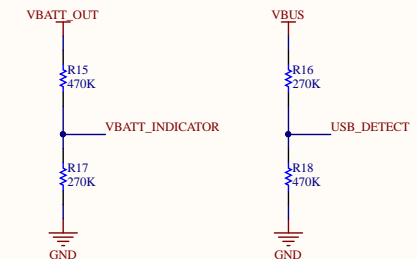 VBATT_OUT
R15
470K
VBATT_INDICATOR
R17
270K
GND
VBUS
R16
270K
USB_DETECT
R18
470K
GND